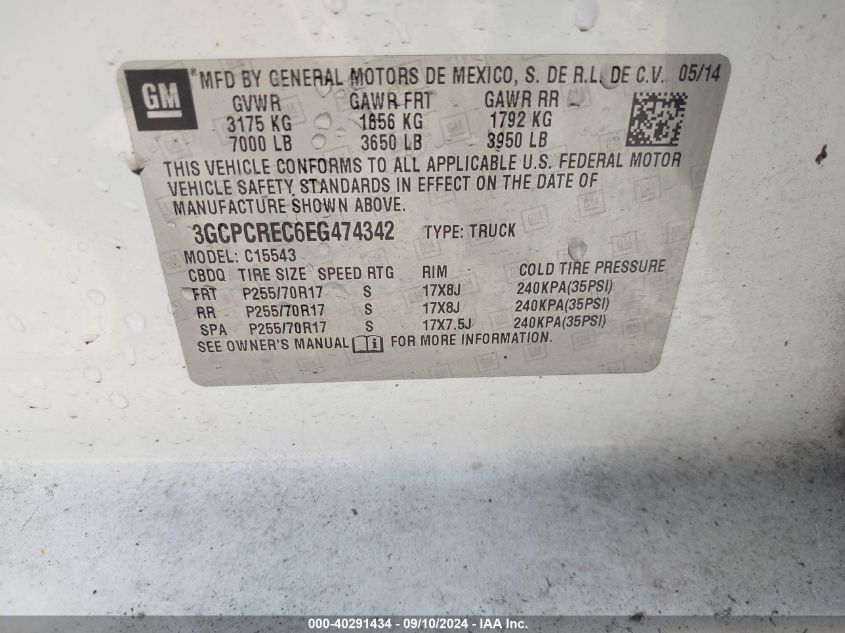 GM
® MFD BY GENERAL MOTORS DE MEXICO, S. DE R.L. DE C.V. 05/14
GVWR GAWR FRT GAWR RR
3175 KG 1656 KG 1792 KG
7000 LB 3650 LB 3950 LB
THIS VEHICLE CONFORMS TO ALL APPLICABLE U.S. FEDERAL MOTOR
VEHICLE SAFETY STANDARDS IN EFFECT ON THE DATE OF
MANUFACTURE SHOWN ABOVE.
3GCPCREC6EG474342 TYPE: TRUCK
MODEL: C15543
CBDQ TIRE SIZE SPEED RTG RIM COLD TIRE PRESSURE
FRT P255/70R17 S 17X8J 240KPA(35PSI)
RR P255/70R17 S 17X8J 240KPA(35PSI)
SPA P255/70R17 S 17X7.5J 240KPA(35PSI)
SEE OWNER'S MANUAL FOR MORE INFORMATION.
000-40291434 - 09/10/2024 - IAA Inc.